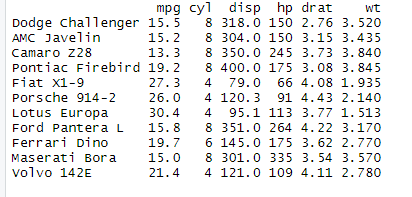 mpg cyl disp hp drat wt
Dodge Challenger 15.5 8 318.0 150 2.76 3.520
AMC Javelin 15.2 8 304.0 150 3.15 3.435
Camaro Z28 13.3 8 350.0 245 3.73 3.840
Pontiac Firebird 19.2 8 400.0 175 3.08 3.845
Fiat X1-9 27.3 4 79.0 66 4.08 1.935
Porsche 914-2 26.0 4 120.3 91 4.43 2.140
Lotus Europa 30.4 4 95.1 113 3.77 1.513
Ford Pantera L 15.8 8 351.0 264 4.22 3.170
Ferrari Dino 19.7 6 145.0 175 3.62 2.770
Maserati Bora 15.0 8 301.0 335 3.54 3.570
Volvo 142E 21.4 4 121.0 109 4.11 2.780